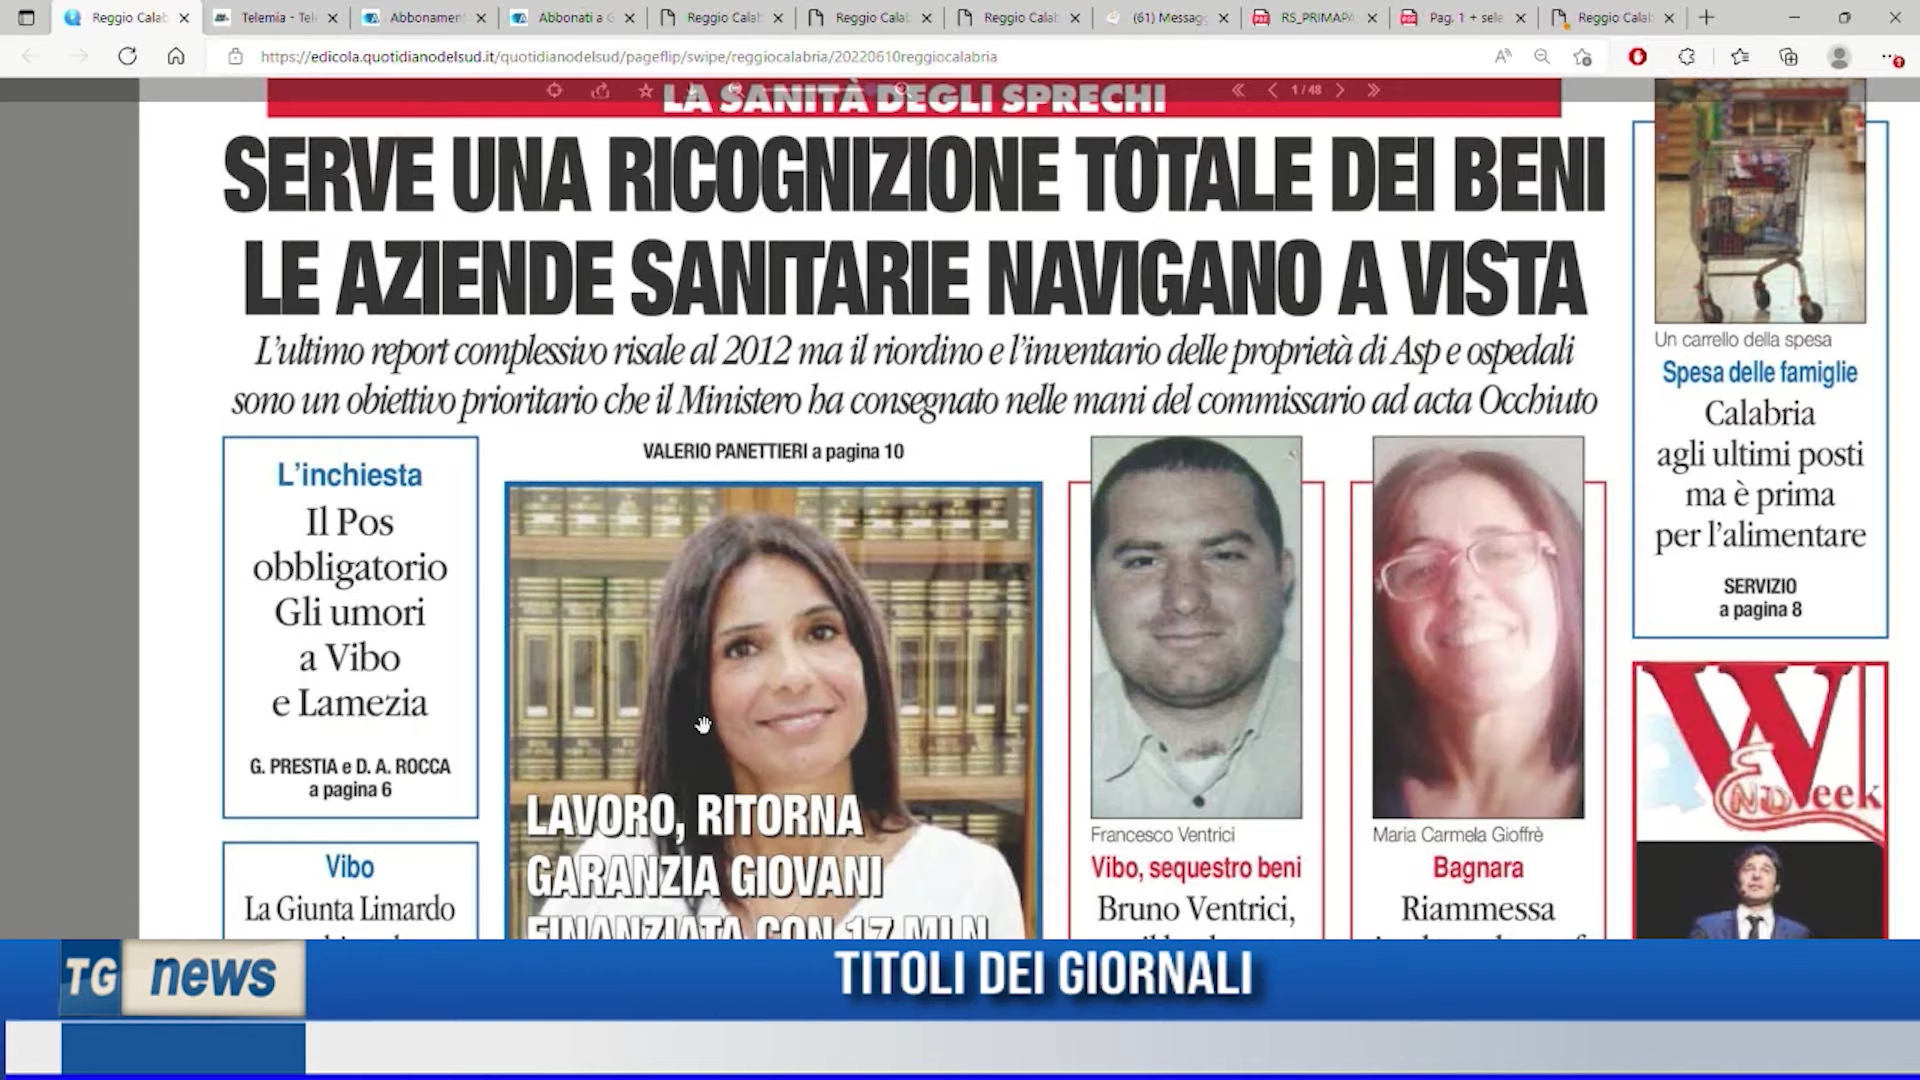 Reggio Calab
Telemia - Tel
Abbonamen
Abbonati a G
Reggio Calab
Reggio Calab
Reggio Calab
(61) Messag
RS_PRIMAPA
Pag. 1 + sele
Reggio Calab
https://edicola.quotidianodelsud.it/quotidianodelsud/pageflip/swipe/reggiocalabria/20220610reggiocalabria
1 / 48
LA SANITÀ DEGLI SPRECHI
SERVE UNA RICOGNIZIONE TOTALE DEI BENI
LE AZIENDE SANITARIE NAVIGANO A VISTA
L'ultimo report complessivo risale al 2012 ma il riordino e l'inventario delle proprietà di Asp e ospedali
sono un obiettivo prioritario che il Ministero ha consegnato nelle mani del commissario ad acta Occhiuto
VALERIO PANETTIERI a pagina 10
L'inchiesta
Il Pos
obbligatorio
Gli umori
a Vibo
e Lamezia
G. PRESTIA e D. A. ROCCA
a pagina 6
Vibo
La Giunta Limardo
LAVORO, RITORNA
GARANZIA GIOVANI
FINANZIATA CON 17 MLN
Francesco Ventrici
Vibo, sequestro beni
Bruno Ventrici,
Maria Carmela Gioffrè
Bagnara
Riammessa
Un carrello della spesa
Spesa delle famiglie
Calabria
agli ultimi posti
ma è prima
per l'alimentare
SERVIZIO
a pagina 8
W
END
eek
TG news
TITOLI DEI GIORNALI